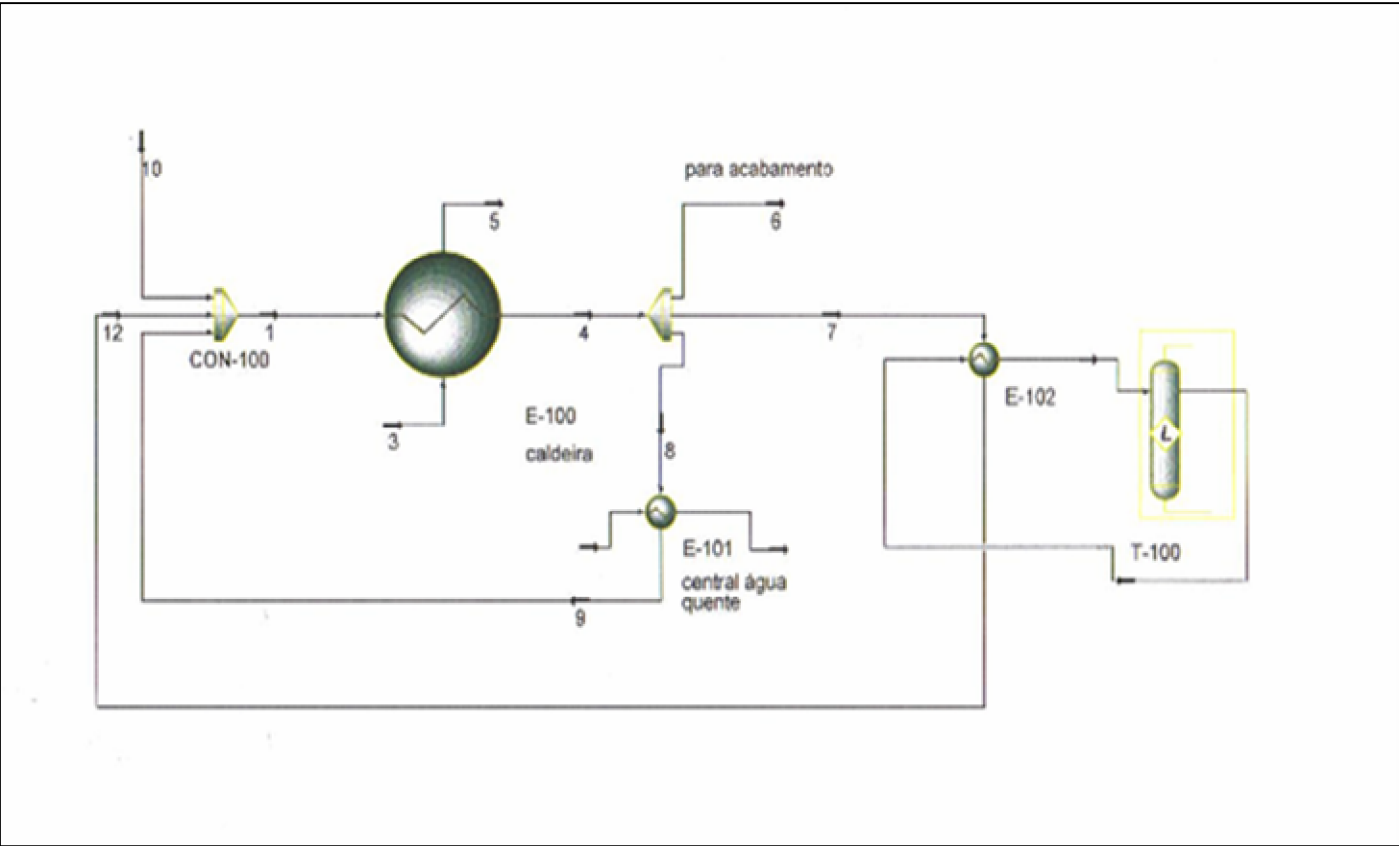 10
para acabamento
5
6
12
1
4
7
CON-100
E-102
E-100
3
caldeira
8
L
E-101
T-100
central água
quente
9